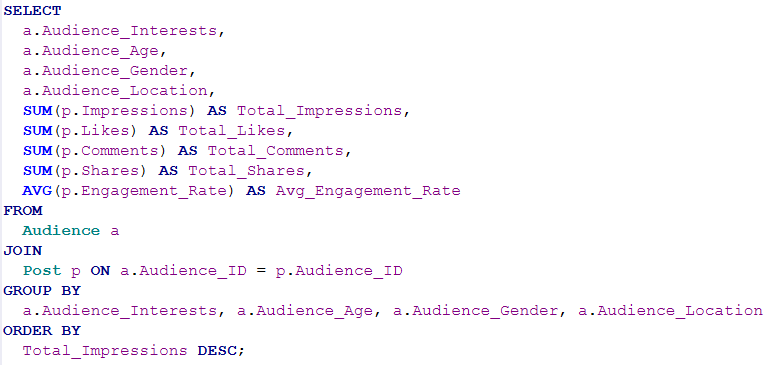 SELECT
  a.Audience_Interests,
  a.Audience_Age,
  a.Audience_Gender,
  a.Audience_Location,
  SUM(p.Impressions) AS Total_Impressions,
  SUM(p.Likes) AS Total_Likes,
  SUM(p.Comments) AS Total_Comments,
  SUM(p.Shares) AS Total_Shares,
  AVG(p.Engagement_Rate) AS Avg_Engagement_Rate
FROM
  Audience a
JOIN
  Post p ON a.Audience_ID = p.Audience_ID
GROUP BY
  a.Audience_Interests, a.Audience_Age, a.Audience_Gender, a.Audience_Location
ORDER BY
  Total_Impressions DESC;